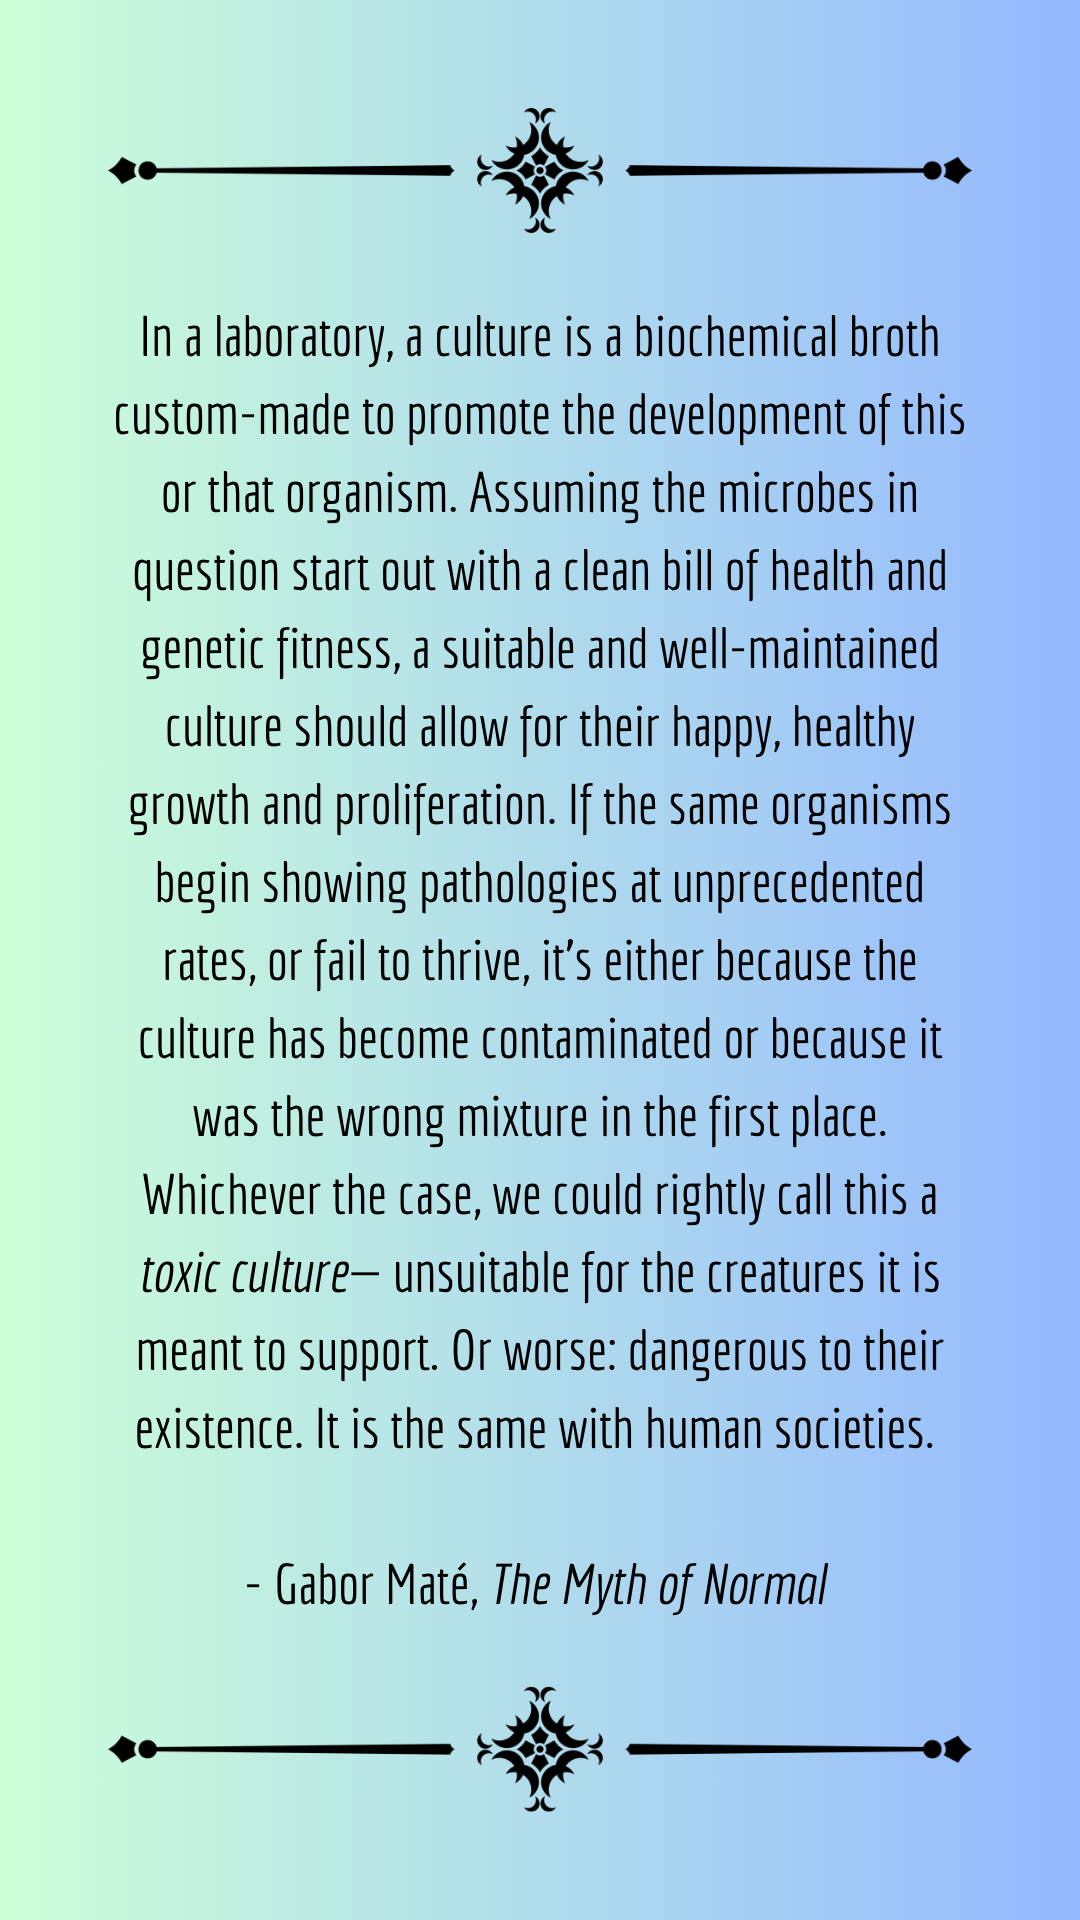 In a laboratory, a culture is a biochemical broth
custom-made to promote the development of this
or that organism. Assuming the microbes in
question start out with a clean bill of health and
genetic fitness, a suitable and well-maintained
culture should allow for their happy, healthy
growth and proliferation. If the same organisms
begin showing pathologies at unprecedented
rates, or fail to thrive, it's either because the
culture has become contaminated or because it
was the wrong mixture in the first place.
Whichever the case, we could rightly call this a
toxic culture— unsuitable for the creatures it is
meant to support. Or worse: dangerous to their
existence. It is the same with human societies.
- Gabor Maté, The Myth of Normal